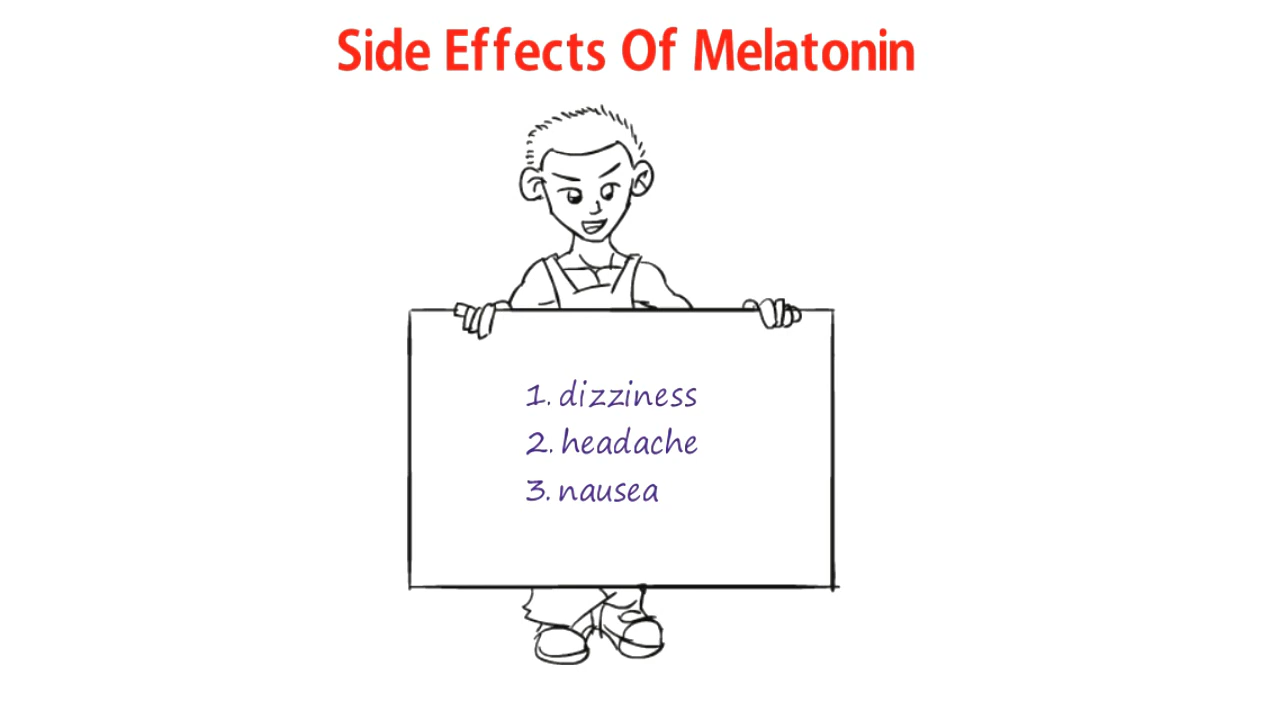 Side Effects Of Melatonin
1. dizziness
2. headache
3. nausea